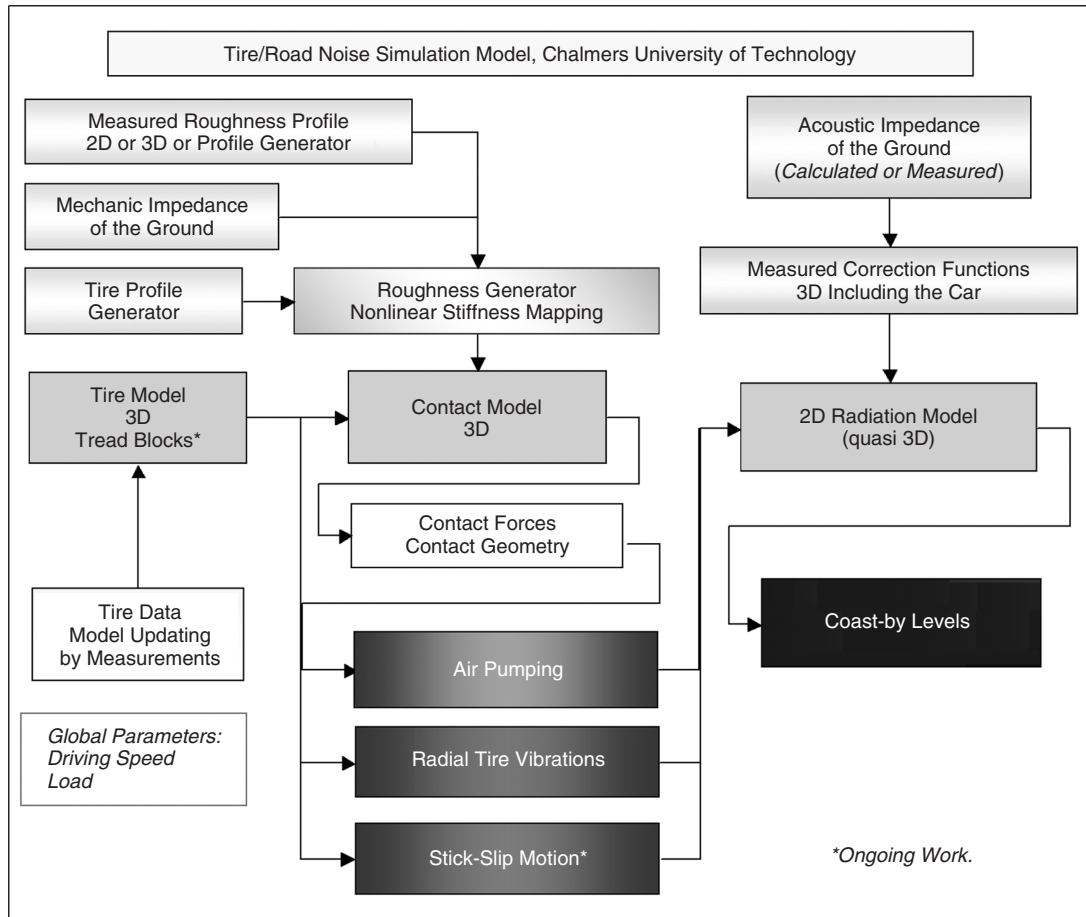 Tire/Road Noise Simulation Model, Chalmers University of Technology
Measured Roughness Profile
2D or 3D or Profile Generator
Mechanic Impedance
of the Ground
Tire Profile
Generator
Roughness Generator
Nonlinear Stiffness Mapping
Acoustic Impedance
of the Ground
(Calculated or Measured)
Measured Correction Functions
3D Including the Car
Tire Model
3D
Tread Blocks*
Contact Model
3D
2D Radiation Model
(quasi 3D)
Contact Forces
Contact Geometry
Tire Data
Model Updating
by Measurements
Coast-by Levels
Air Pumping
Radial Tire Vibrations
Stick-Slip Motion*
Global Parameters:
Driving Speed
Load
*Ongoing Work.